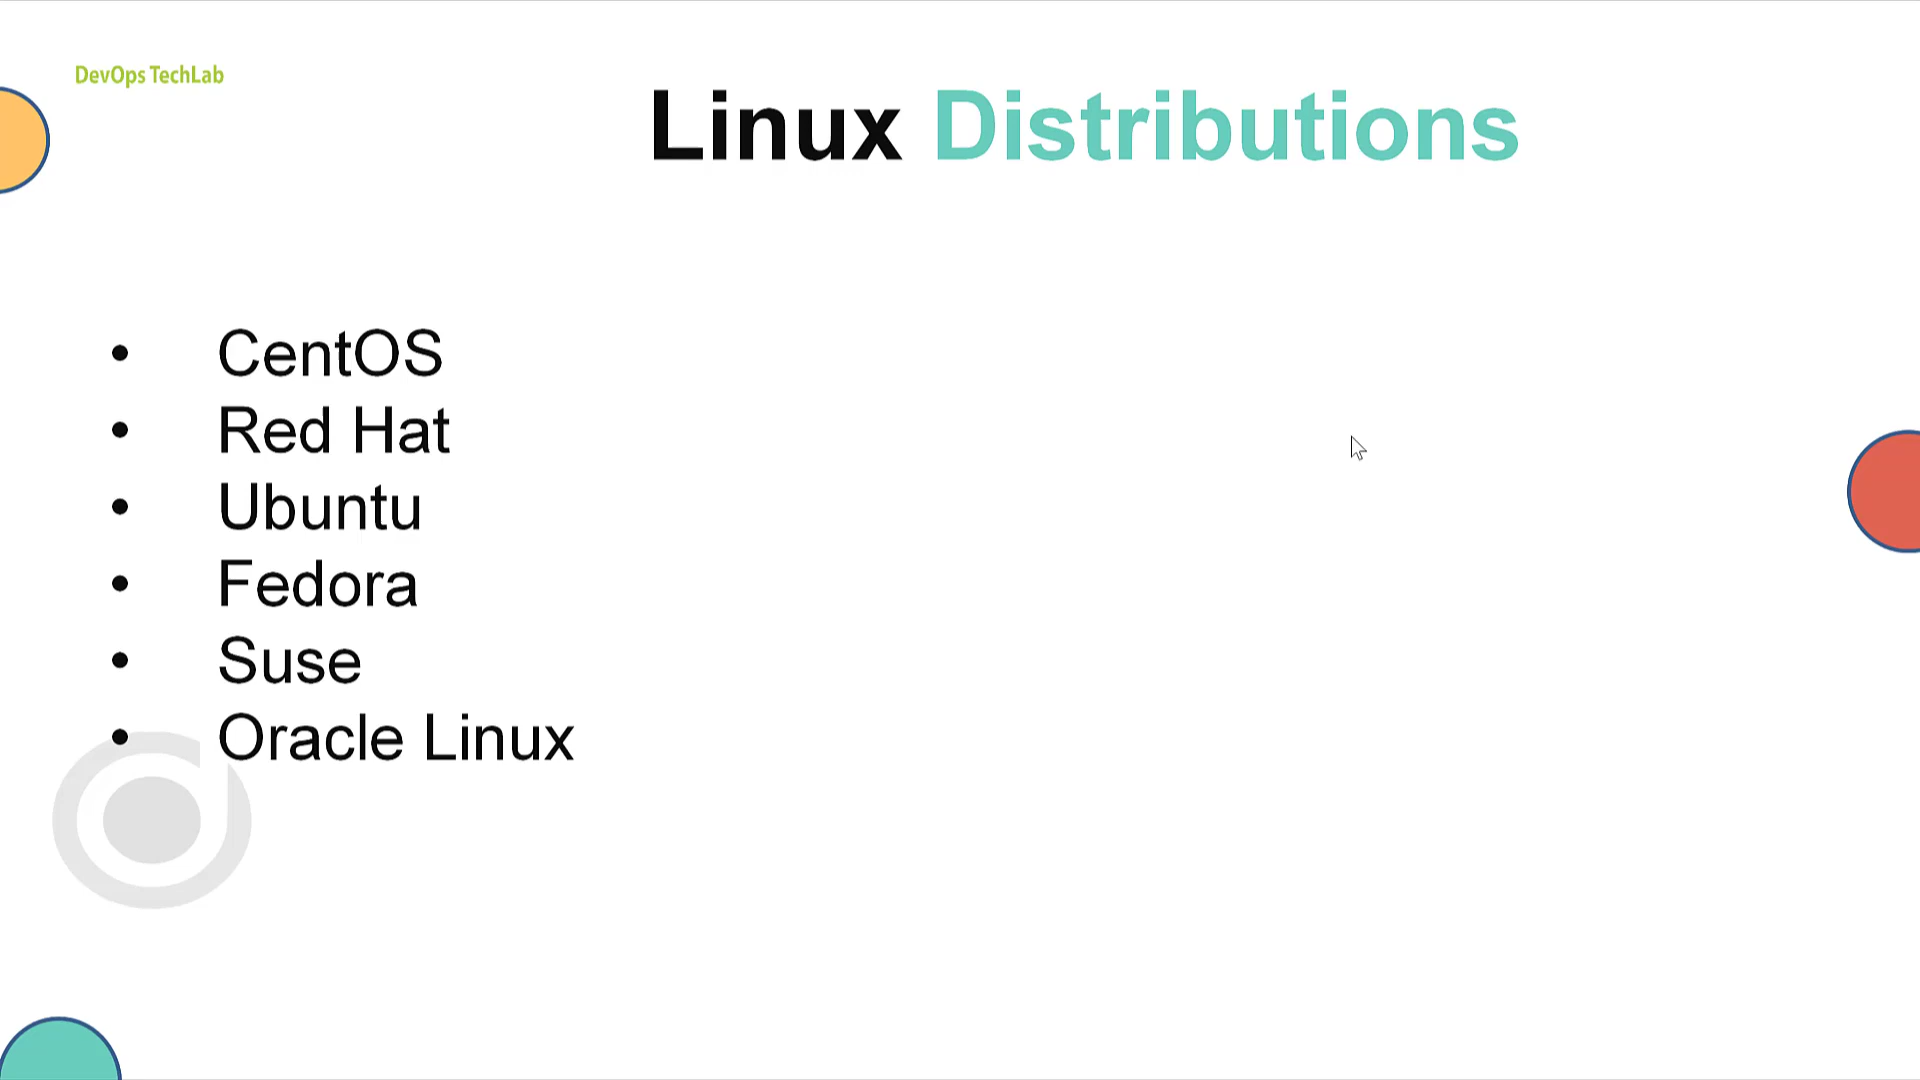 DevOps TechLab
Linux Distributions
• CentOS
• Red Hat
• Ubuntu
• Fedora
• Suse
• Oracle Linux